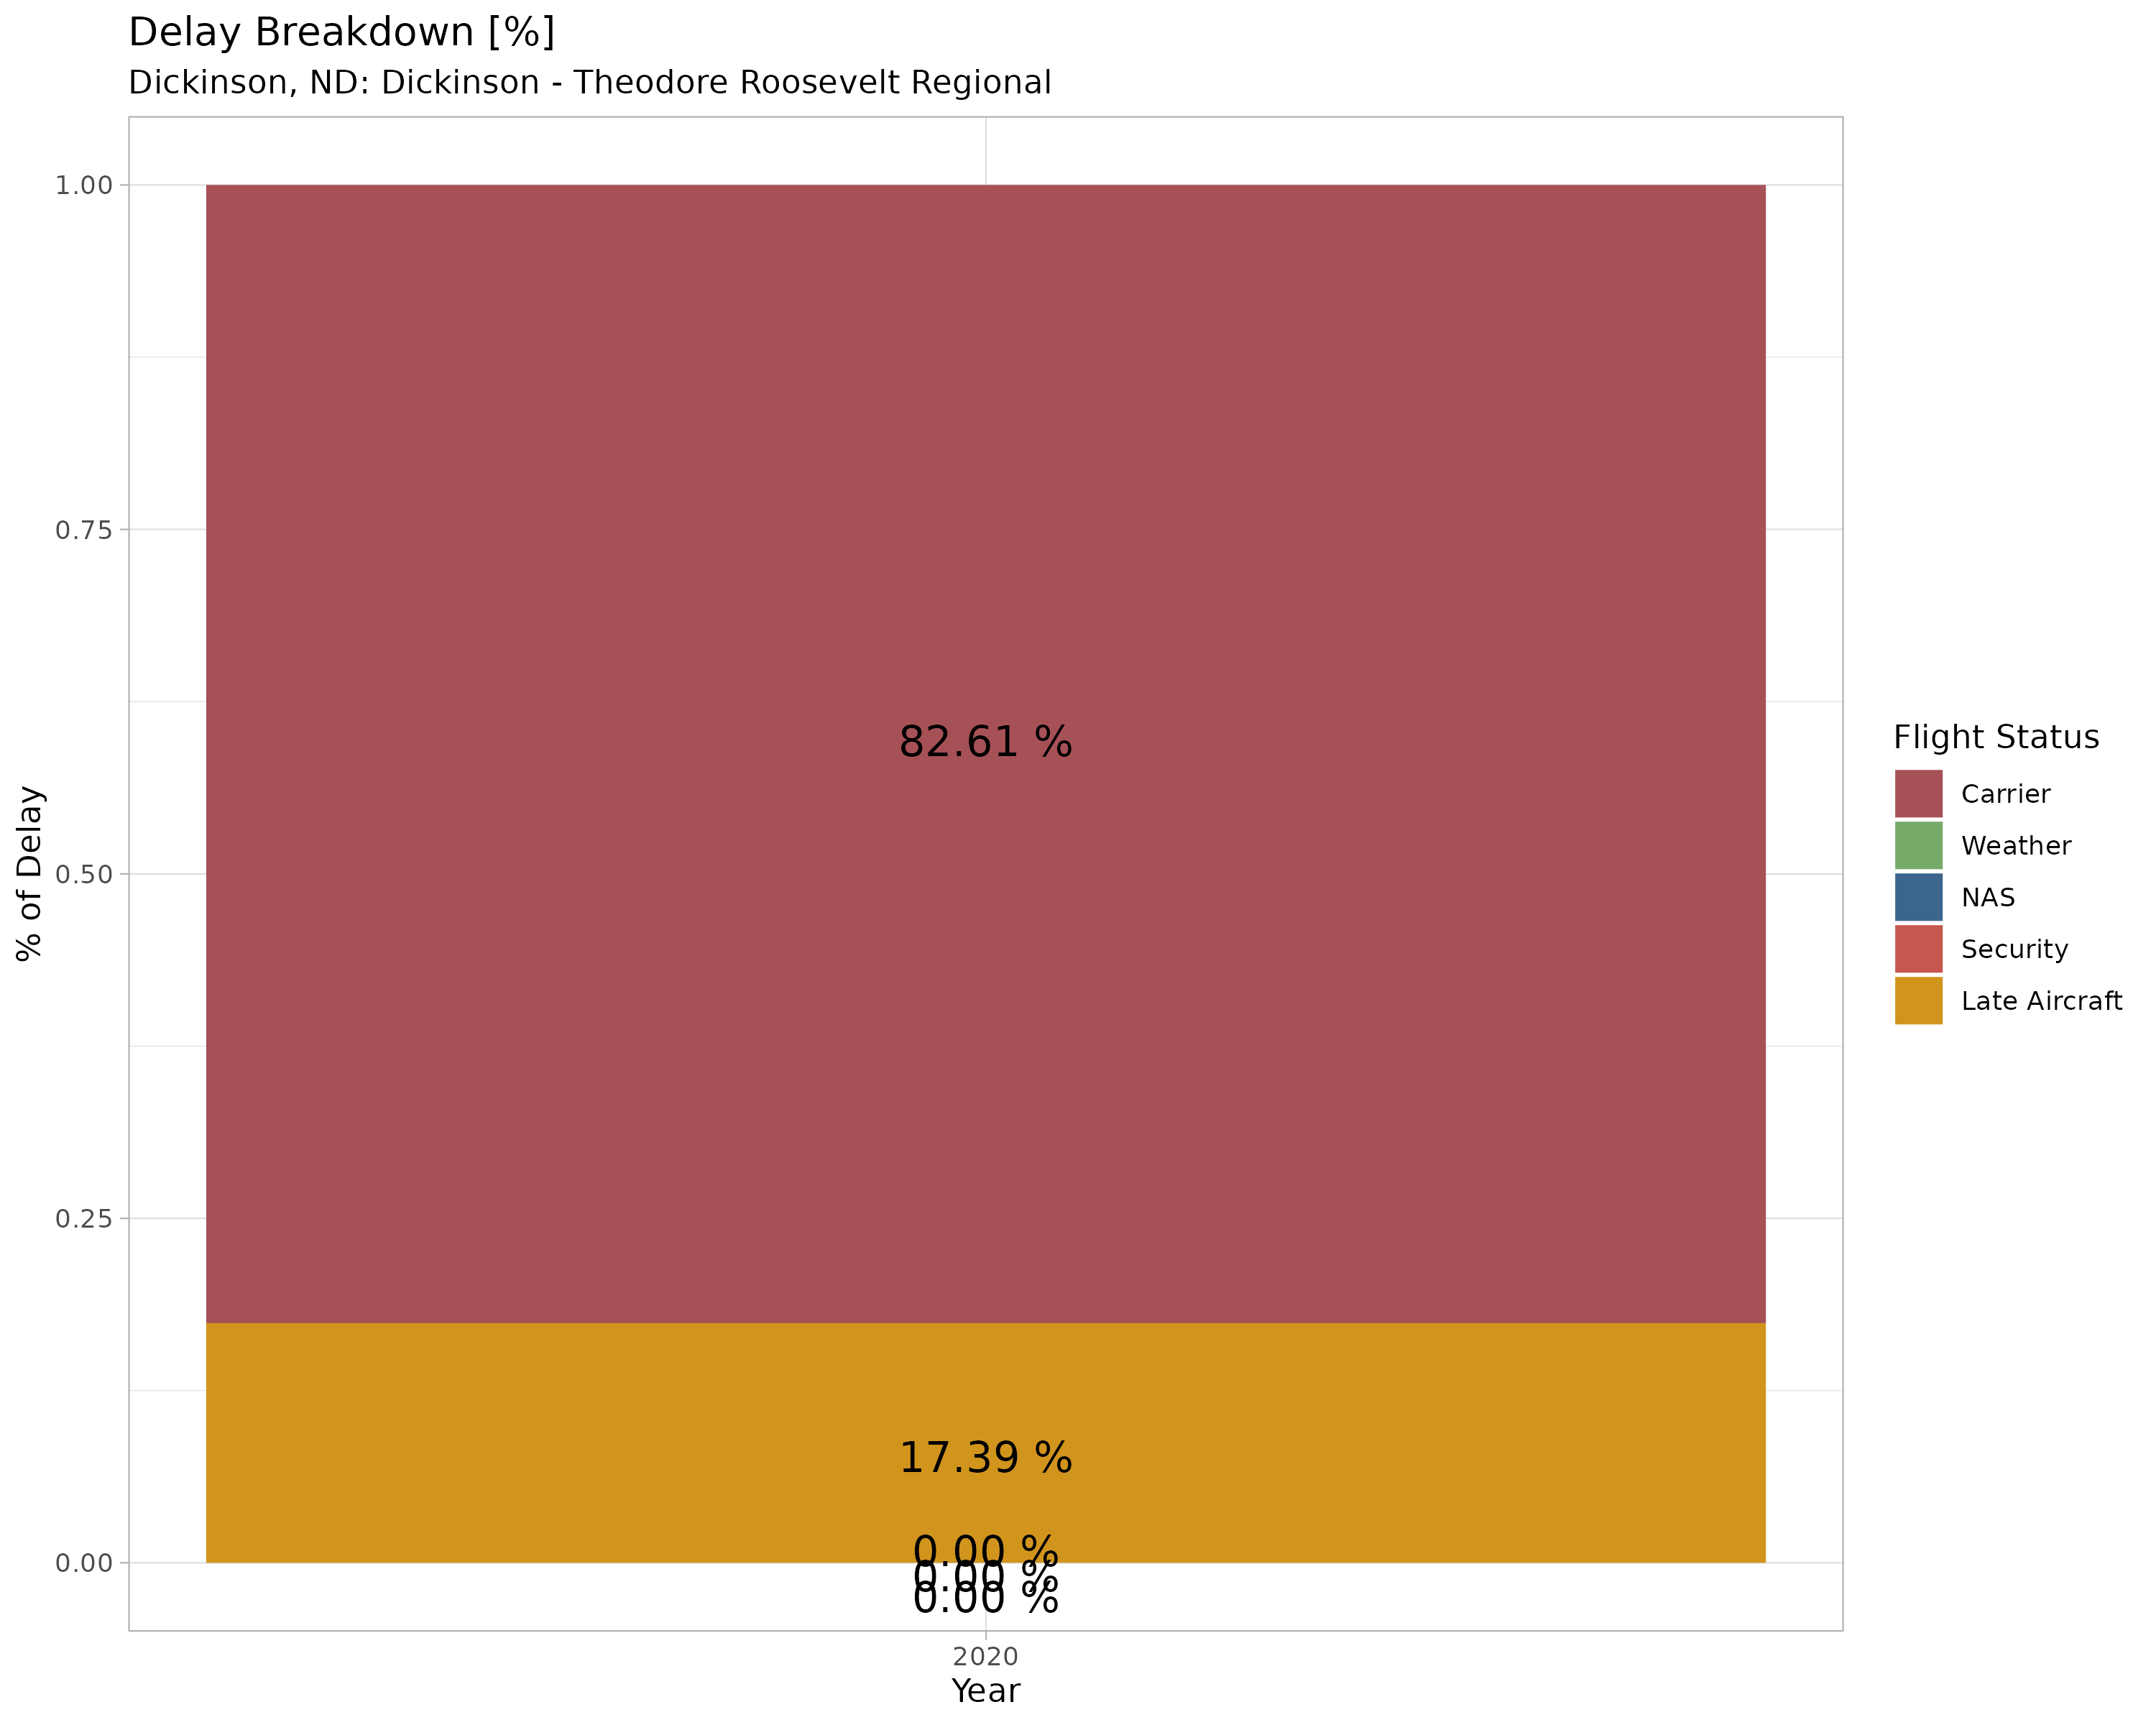 Delay Breakdown [%]
Dickinson, ND: Dickinson - Theodore Roosevelt Regional
1.00
0.75
0.50
0.25
0.00
% of Delay
82.61 %
17.39 %
0.00 %
0.00 %
0.00 %
2020
Year
Flight Status
Carrier
Weather
NAS
Security
Late Aircraft